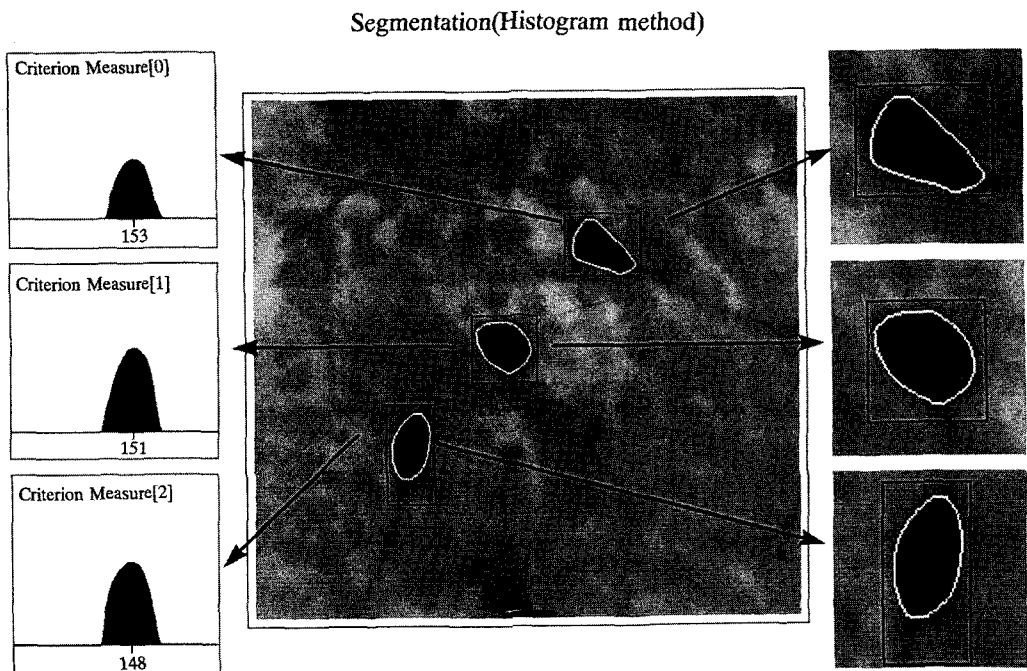 Segmentation(Histogram method)
Criterion Measure[0]
153
Criterion Measure[1]
151
Criterion Measure[2]
148